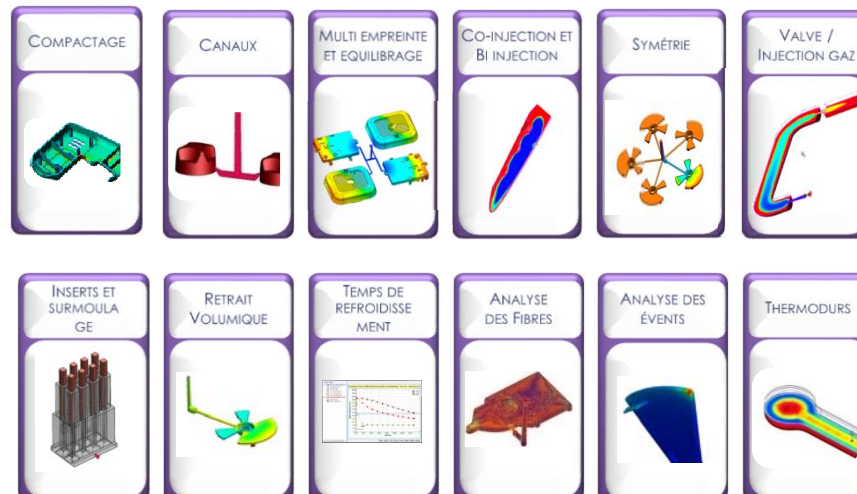 COMPACTAGE
CANAUX
MULTI EMPREINTE
ET EQUILIBRAGE
CO-INJECTION ET
BI INJECTION
SYMÉTRIE
VALVE /
INJECTION GAZ
INSERTS ET
SURMOULA
GE
RETRAIT
VOLUMIQUE
TEMPS DE
REFROIDISSE
MENT
ANALYSE
DES FIBRES
ANALYSE DES
ÉVENTS
THERMODURS